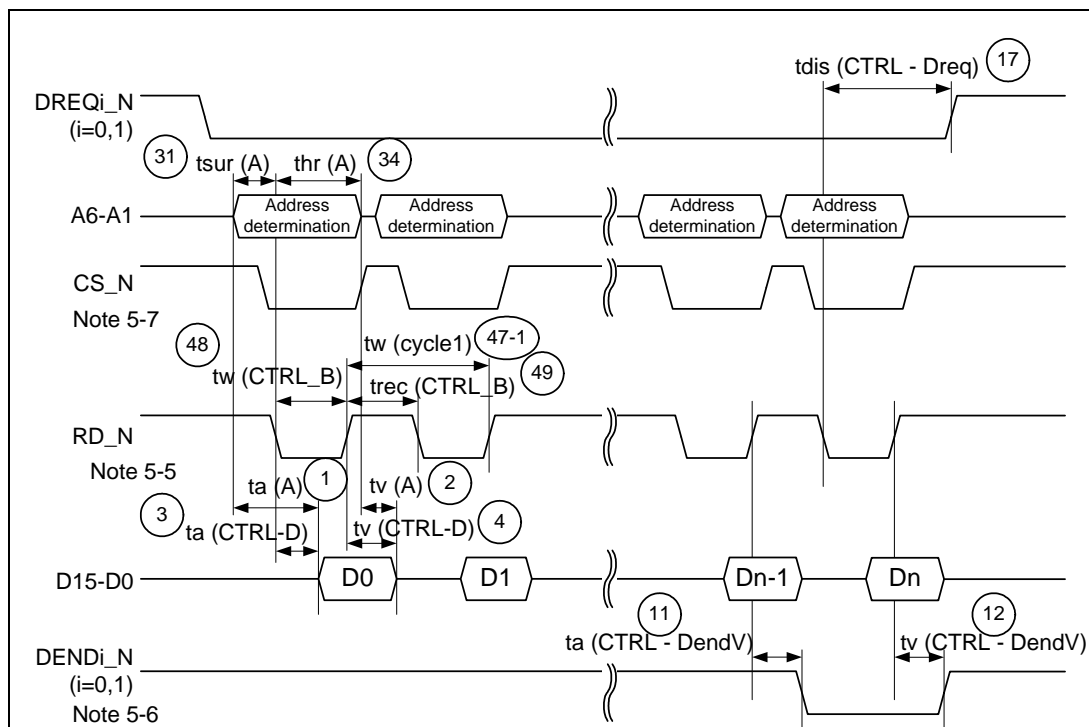 tdis (CTRL - Dreq) 17
DREQi_N
(i=0,1)
31 tsur (A) thr (A) 34
A6-A1
Address determination
Address determination
Address determination
Address determination
CS_N
Note 5-7
48 tw (CTRL_B)
tw (cycle1) 47-1
trec (CTRL_B) 49
RD_N
Note 5-5
ta (A) 1
tv (A) 2
3 ta (CTRL-D)
tv (CTRL-D) 4
D15-D0
D0
D1
Dn-1
Dn
11
ta (CTRL - DendV)
12
tv (CTRL - DendV)
DENDi_N
(i=0,1)
Note 5-6